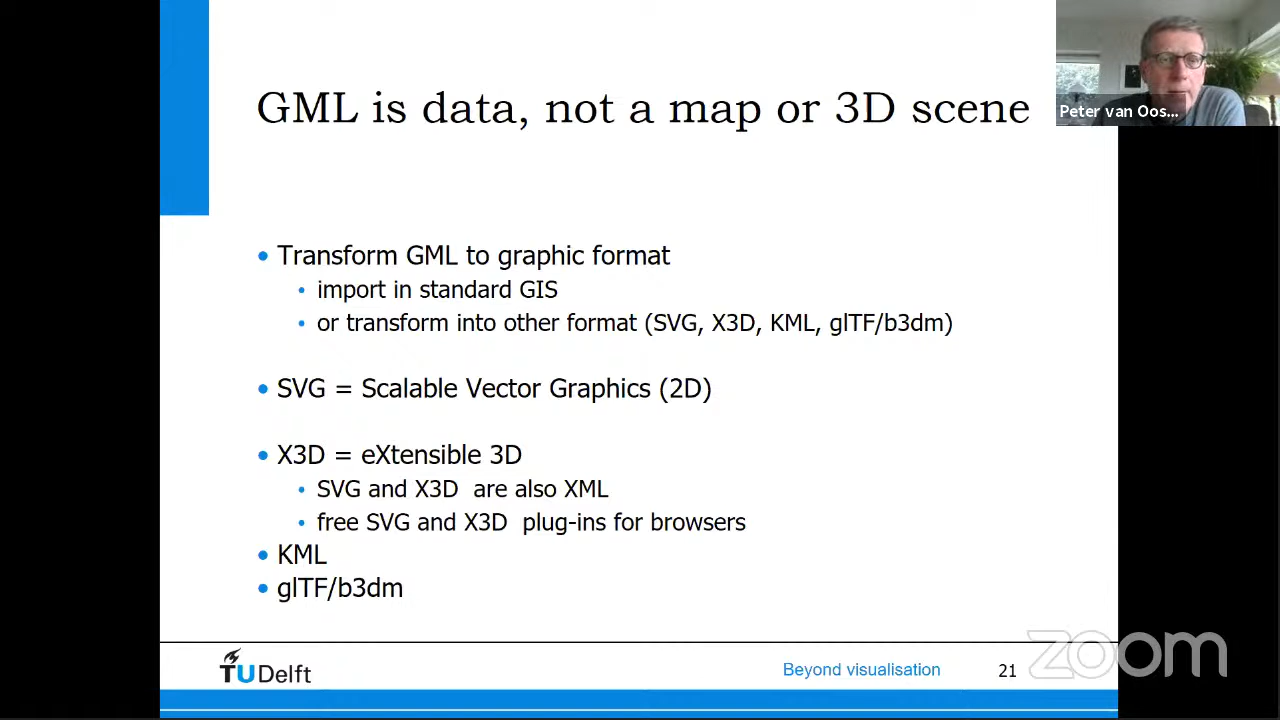 GML is data, not a map or 3D scene
Peter van Oos...
• Transform GML to graphic format
• import in standard GIS
• or transform into other format (SVG, X3D, KML, glTF/b3dm)
• SVG = Scalable Vector Graphics (2D)
• X3D = eXtensible 3D
• SVG and X3D are also XML
• free SVG and X3D plug-ins for browsers
• KML
• glTF/b3dm
TU Delft
Beyond visualisation
21
zoom